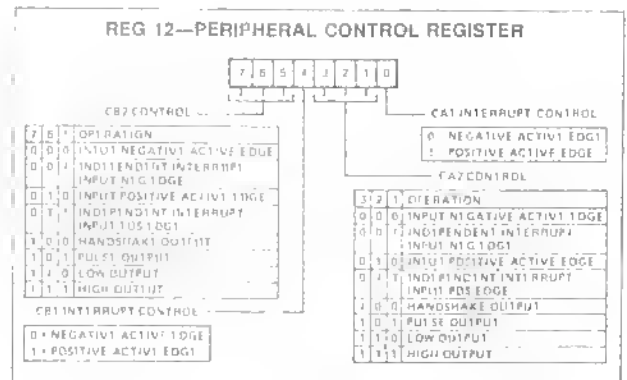 REG 12—PERIPHERAL CONTROL REGISTER
7 6 5 4 3 2 1 0
CB2 CONTROL
7 6 5 OPERATION
0 0 0 INPUT NEGATIVE ACTIVE EDGE
0 0 1 INDEPENDENT INTERRUPT
INPUT NEG EDGE
0 1 0 INPUT POSITIVE ACTIVE EDGE
0 1 1 INDEPENDENT INTERRUPT
INPUT POS EDGE
1 0 0 HANDSHAKE OUTPUT
1 0 1 PULSE OUTPUT
1 1 0 LOW OUTPUT
1 1 1 HIGH OUTPUT
CB1 INTERRUPT CONTROL
0 = NEGATIVE ACTIVE EDGE
1 = POSITIVE ACTIVE EDGE
CA1 INTERRUPT CONTROL
0 NEGATIVE ACTIVE EDGE
1 POSITIVE ACTIVE EDGE
CA2 CONTROL
3 2 1 OPERATION
0 0 0 INPUT NEGATIVE ACTIVE EDGE
0 0 1 INDEPENDENT INTERRUPT
INPUT NEG EDGE
0 1 0 INPUT POSITIVE ACTIVE EDGE
0 1 1 INDEPENDENT INTERRUPT
INPUT POS EDGE
1 0 0 HANDSHAKE OUTPUT
1 0 1 PULSE OUTPUT
1 1 0 LOW OUTPUT
1 1 1 HIGH OUTPUT